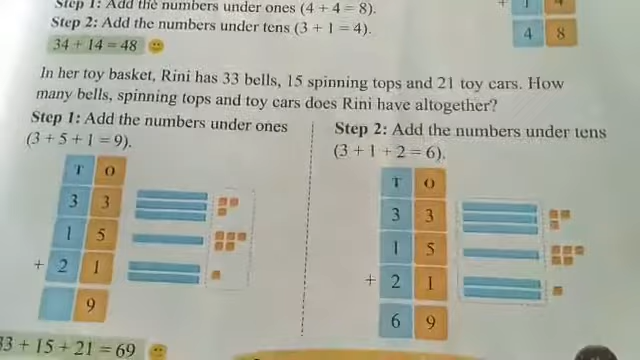 Step 1: Add the numbers under ones (4 + 4 = 8).
Step 2: Add the numbers under tens (3 + 1 = 4).
34 + 14 = 48
+ 1 4
4 8
In her toy basket, Rini has 33 bells, 15 spinning tops and 21 toy cars. How
many bells, spinning tops and toy cars does Rini have altogether?
Step 1: Add the numbers under ones
(3 + 5 + 1 = 9).
T O
3 3
1 5
+ 2 1
9
33 + 15 + 21 = 69
Step 2: Add the numbers under tens
(3 + 1 + 2 = 6).
T O
3 3
1 5
+ 2 1
6 9